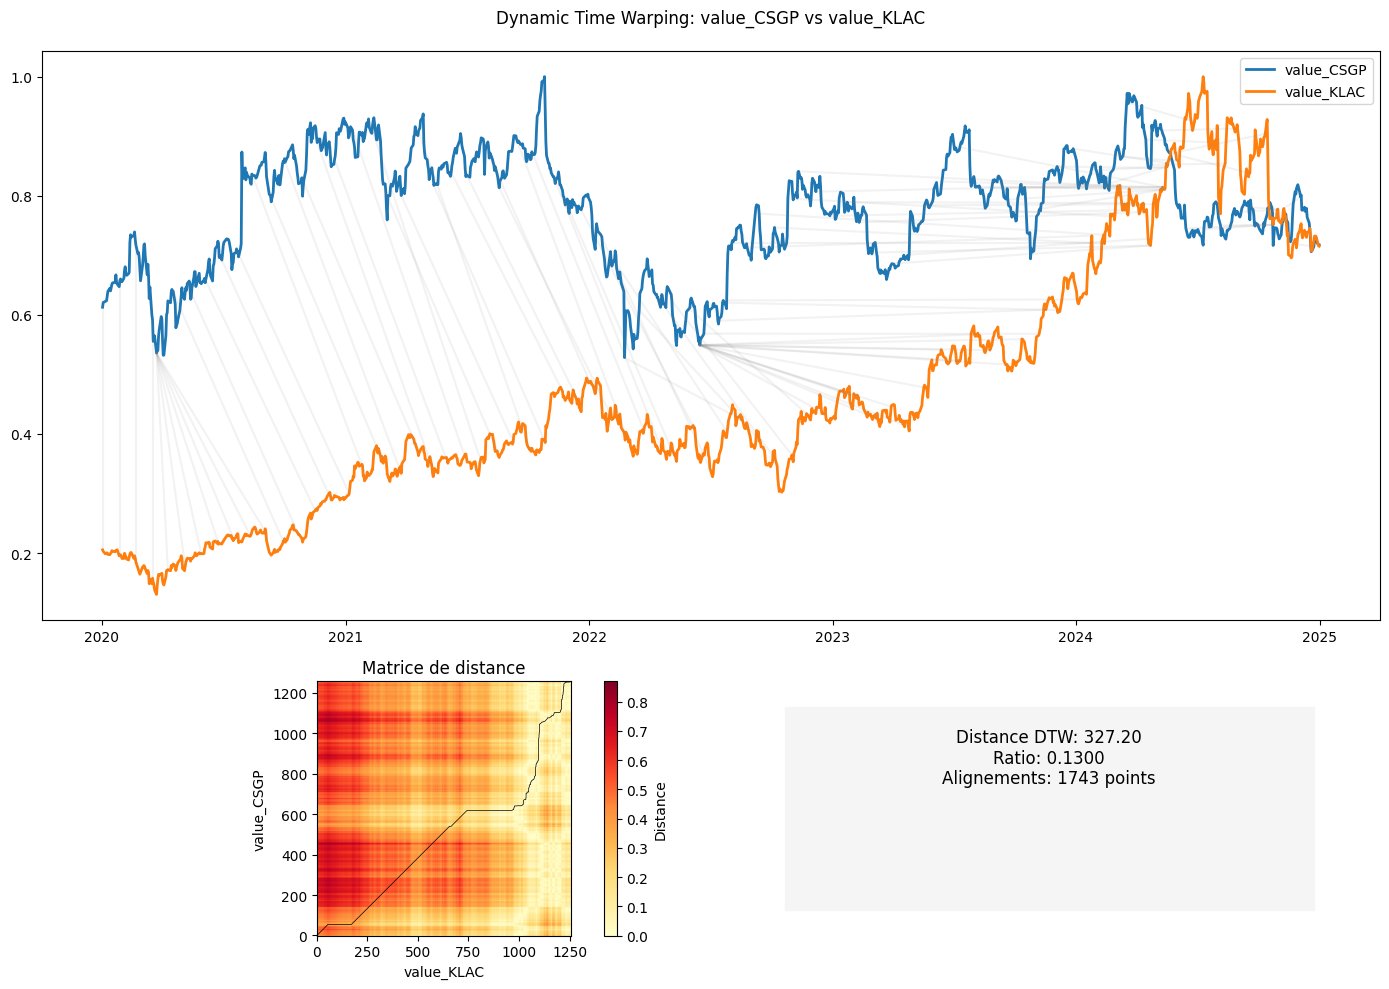 Dynamic Time Warping: value_CSGP vs value_KLAC
1.0
0.8
0.6
0.4
0.2
value_CSGP
value_KLAC
2020 2021 2022 2023 2024 2025
Matrice de distance
1200
1000
800
600
400
200
0
value_CSGP
0 250 500 750 1000 1250
value_KLAC
0.8
0.7
0.6
0.5
0.4
0.3
0.2
0.1
0.0
Distance
Distance DTW: 327.20
Ratio: 0.1300
Alignements: 1743 points